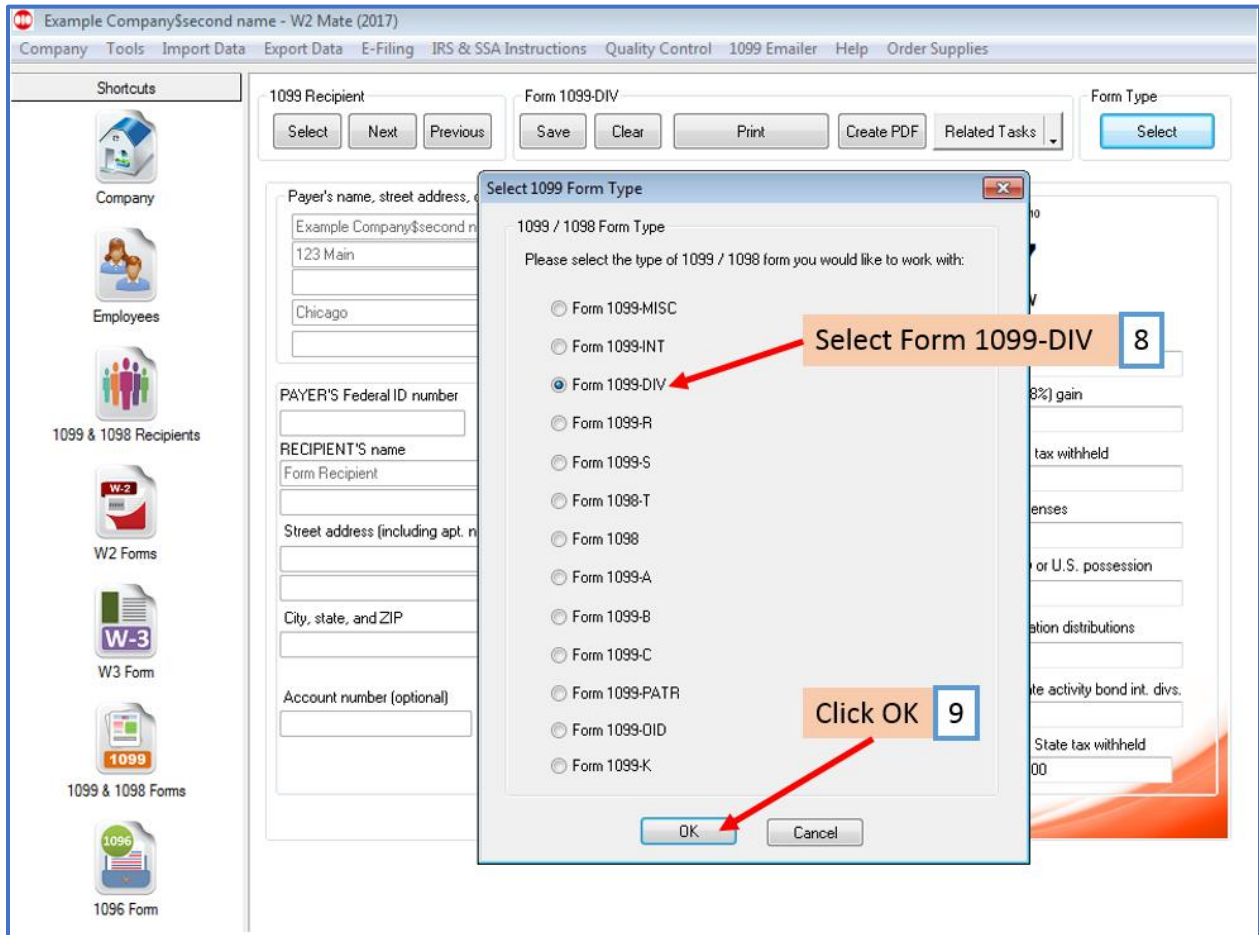 Example Company$second name - W2 Mate (2017)
Company Tools Import Data Export Data E-Filing IRS & SSA Instructions Quality Control 1099 Emailer Help Order Supplies
Shortcuts
Company
Employees
1099 & 1098 Recipients
W-2
W2 Forms
W-3
W3 Form
1099
1099 & 1098 Forms
1096
1096 Form
1099 Recipient
Select Next Previous
Form 1099-DIV
Save Clear Print Create PDF Related Tasks
Form Type
Select
Payer's name, street address,
Example Company$second n
123 Main
Chicago
PAYER'S Federal ID number
RECIPIENT'S name
Form Recipient
Street address (including apt. n
City, state, and ZIP
Account number (optional)
Select 1099 Form Type
1099 / 1098 Form Type
Please select the type of 1099 / 1098 form you would like to work with:
Form 1099-MISC
Form 1099-INT
Form 1099-DIV
Form 1099-R
Form 1099-S
Form 1098-T
Form 1098
Form 1099-A
Form 1099-B
Form 1099-C
Form 1099-PATR
Form 1099-OID
Form 1099-K
OK Cancel
Select Form 1099-DIV 8
Click OK 9
8%) gain
tax withheld
enses
or U.S. possession
ation distributions
te activity bond int. divs.
State tax withheld
00